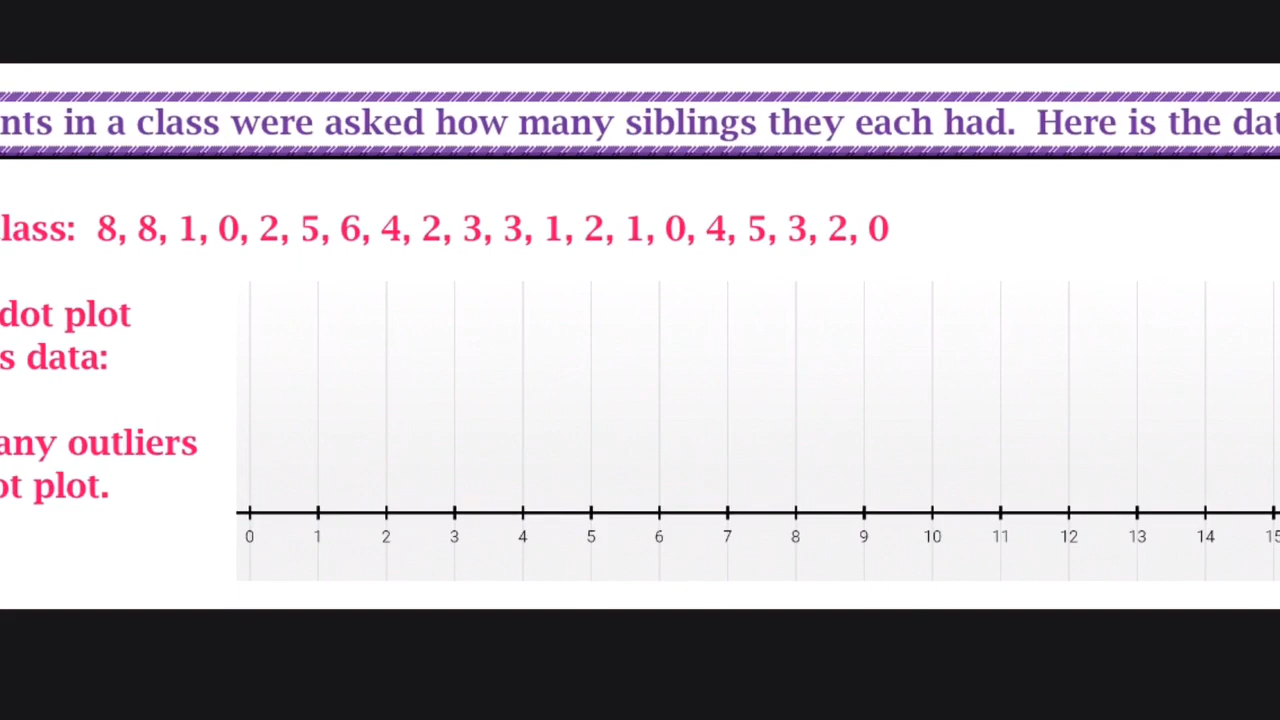 nts in a class were asked how many siblings they each had. Here is the dat
lass: 8, 8, 1, 0, 2, 5, 6, 4, 2, 3, 3, 1, 2, 1, 0, 4, 5, 3, 2, 0
dot plot
s data:
any outliers
ot plot.
0 1 2 3 4 5 6 7 8 9 10 11 12 13 14 15